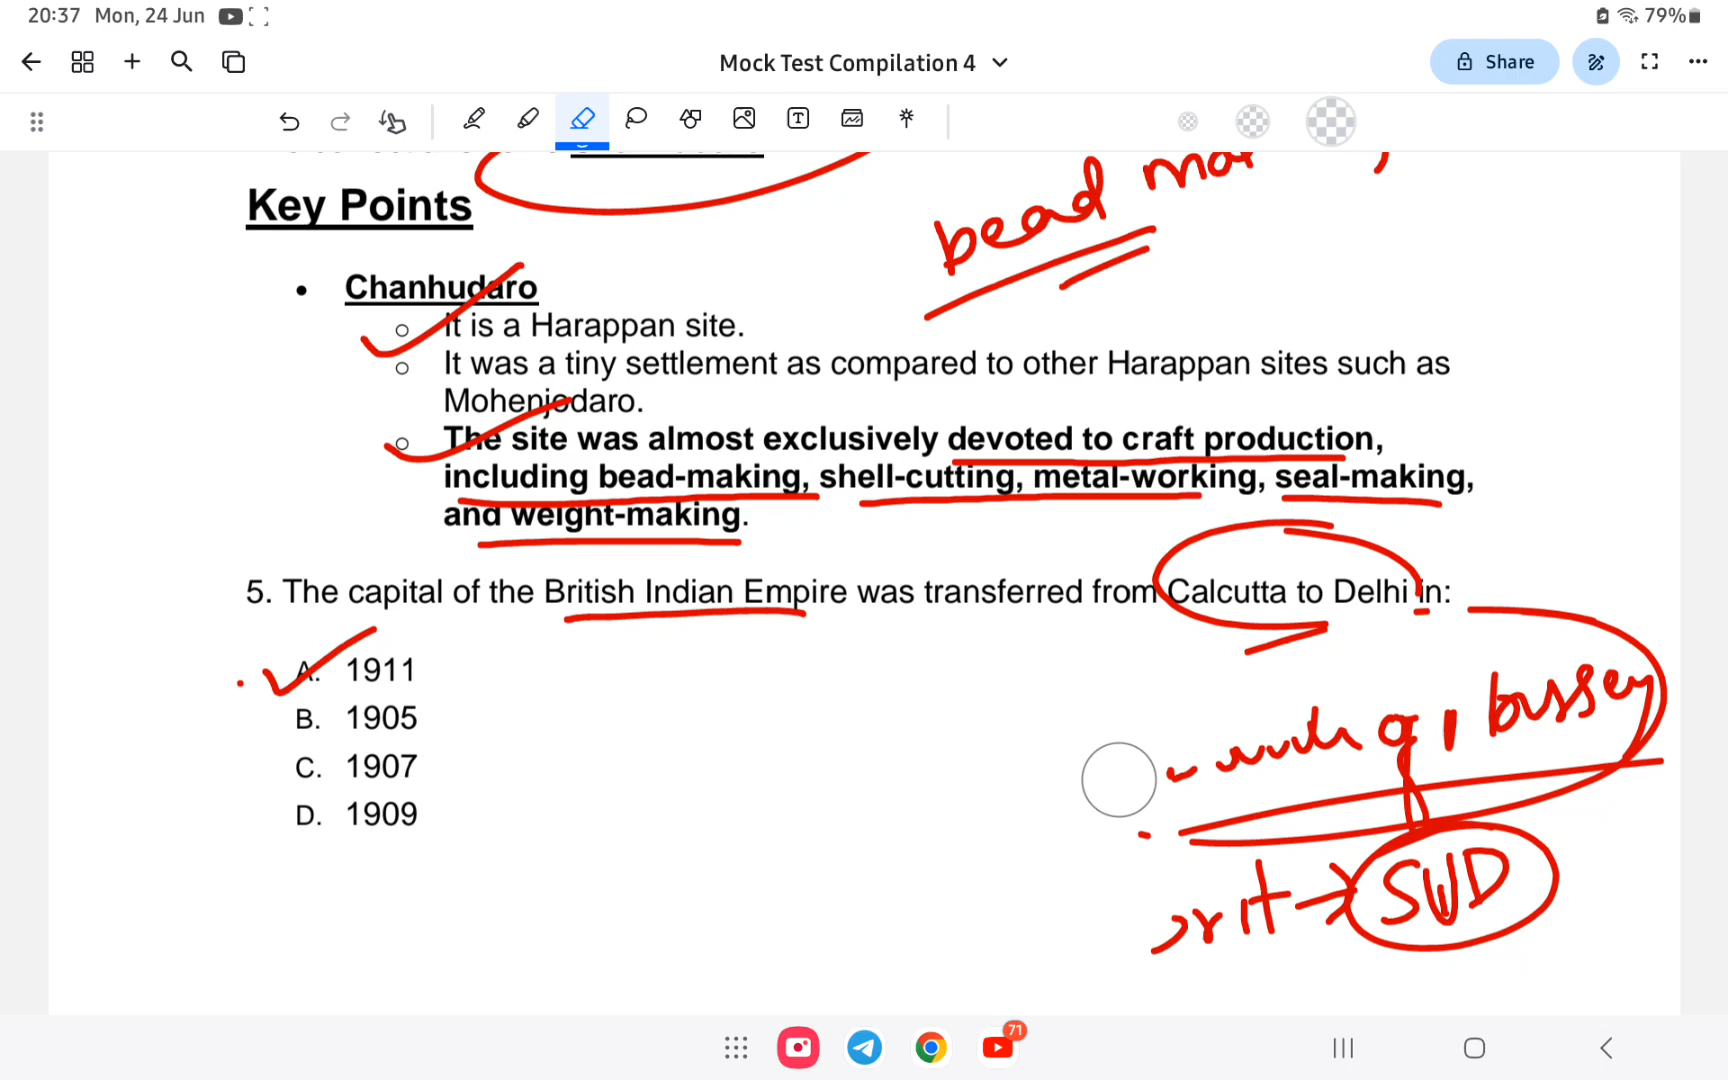 20:37 Mon, 24 Jun
79%
Mock Test Compilation 4
Share
Key Points
bead
Chanhudaro
It is a Harappan site.
It was a tiny settlement as compared to other Harappan sites such as
Mohenjodaro.
The site was almost exclusively devoted to craft production,
including bead-making, shell-cutting, metal-working, seal-making,
and weight-making.
5. The capital of the British Indian Empire was transferred from Calcutta to Delhi in:
A. 1911
B. 1905
C. 1907
D. 1909
SVD
71